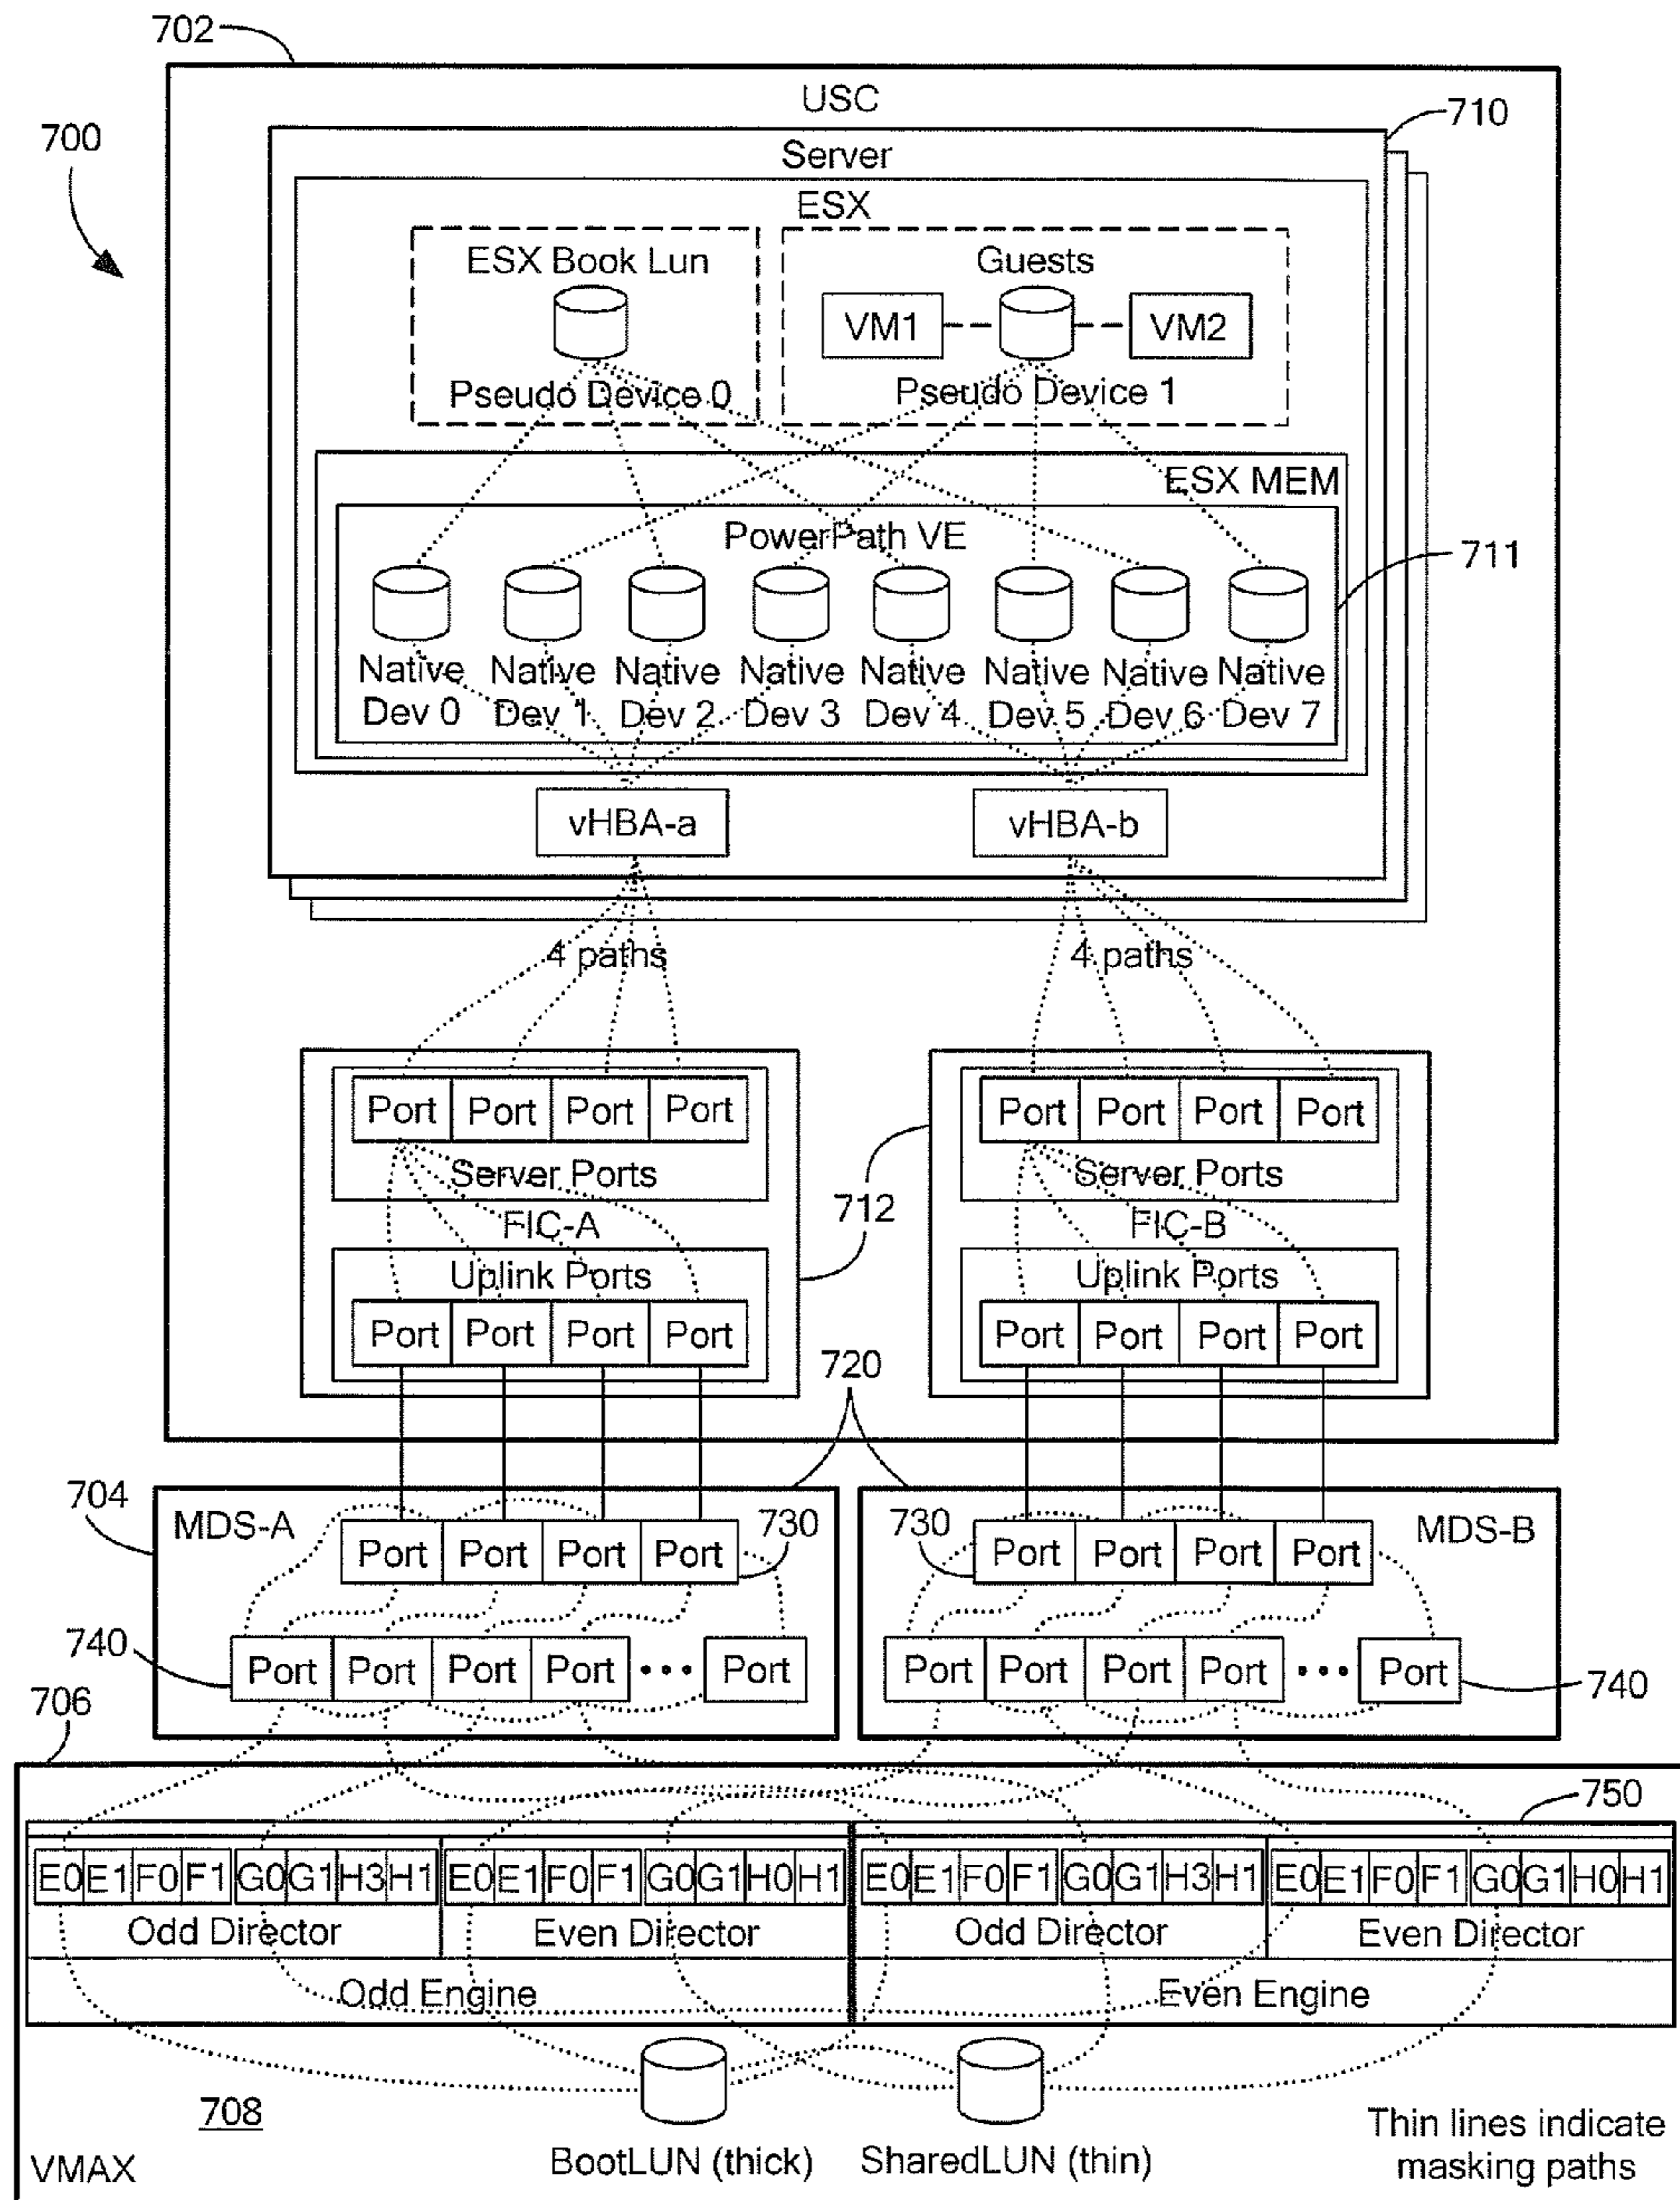 702
USC
710
700
Server
ESX
ESX Book Lun
Guests
VM1
VM2
Pseudo Device 0
Pseudo Device 1
ESX MEM
PowerPath VE
711
Native Native Native Native Native Native Native Native
Dev 0 Dev 1 Dev 2 Dev 3 Dev 4 Dev 5 Dev 6 Dev 7
vHBA-a
vHBA-b
4 paths
4 paths
Port Port Port Port
Port Port Port Port
Server Ports
Server Ports
712
FIC-A
FIC-B
Uplink Ports
Uplink Ports
Port Port Port Port
Port Port Port Port
720
704
MDS-A
730
730
MDS-B
Port Port Port Port
Port Port Port Port
740
Port Port Port Port ••• Port
Port Port Port Port ••• Port
740
706
750
E0 E1 F0 F1 G0 G1 H3 H1 E0 E1 F0 F1 G0 G1 H0 H1 E0 E1 F0 F1 G0 G1 H3 H1 E0 E1 F0 F1 G0 G1 H0 H1
Odd Director Even Director Odd Director Even Director
Odd Engine Even Engine
708
Thin lines indicate
masking paths
VMAX
BootLUN (thick)
SharedLUN (thin)